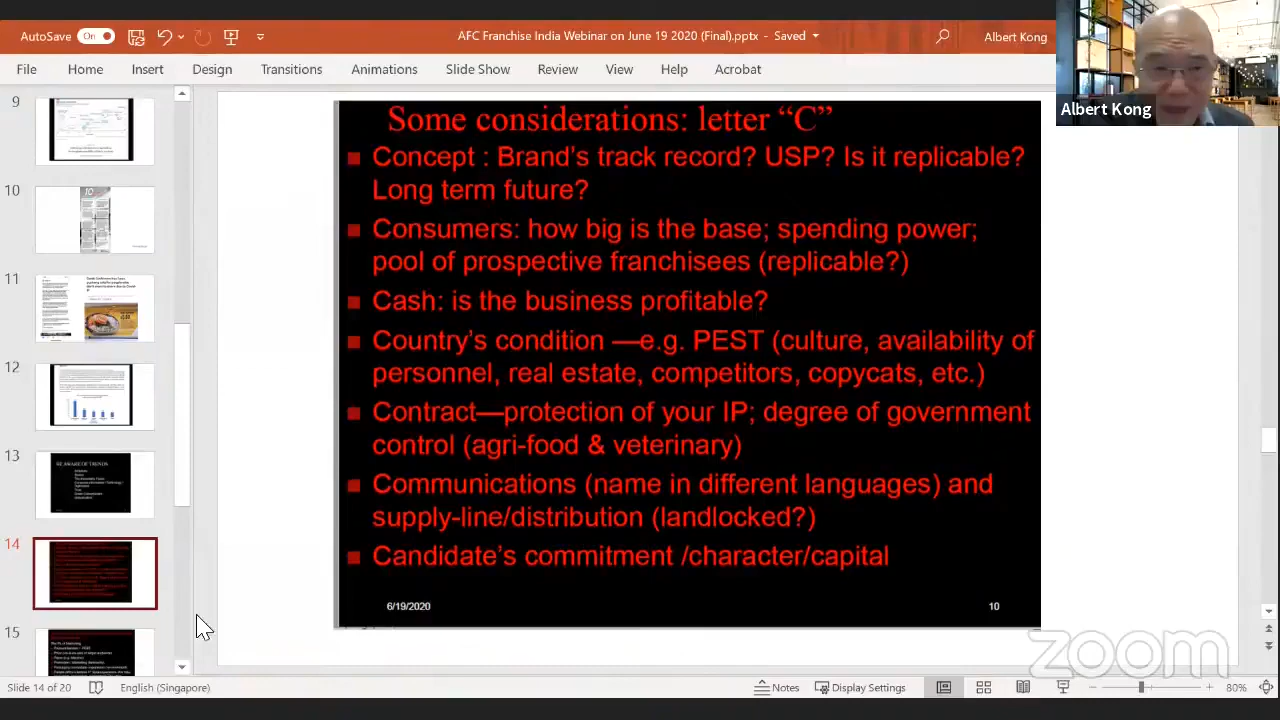 AutoSave On
AFC Franchise India Webinar on June 19 2020 (Final).pptx - Saved
Albert Kong
File Home Insert Design Transitions Animations Slide Show Review View Help Acrobat
Albert Kong
9
10
11
12
13
BE AWARE OF TRENDS
14
15
Some considerations: letter “C”
Concept : Brand’s track record? USP? Is it replicable?
Long term future?
Consumers: how big is the base; spending power;
pool of prospective franchisees (replicable?)
Cash: is the business profitable?
Country’s condition —e.g. PEST (culture, availability of
personnel, real estate, competitors, copycats, etc.)
Contract—protection of your IP; degree of government
control (agri-food & veterinary)
Communications (name in different languages) and
supply-line/distribution (landlocked?)
Candidate’s commitment /character/capital
6/19/2020 10
zoom
Slide 14 of 20 English (Singapore) Notes Display Settings 80%